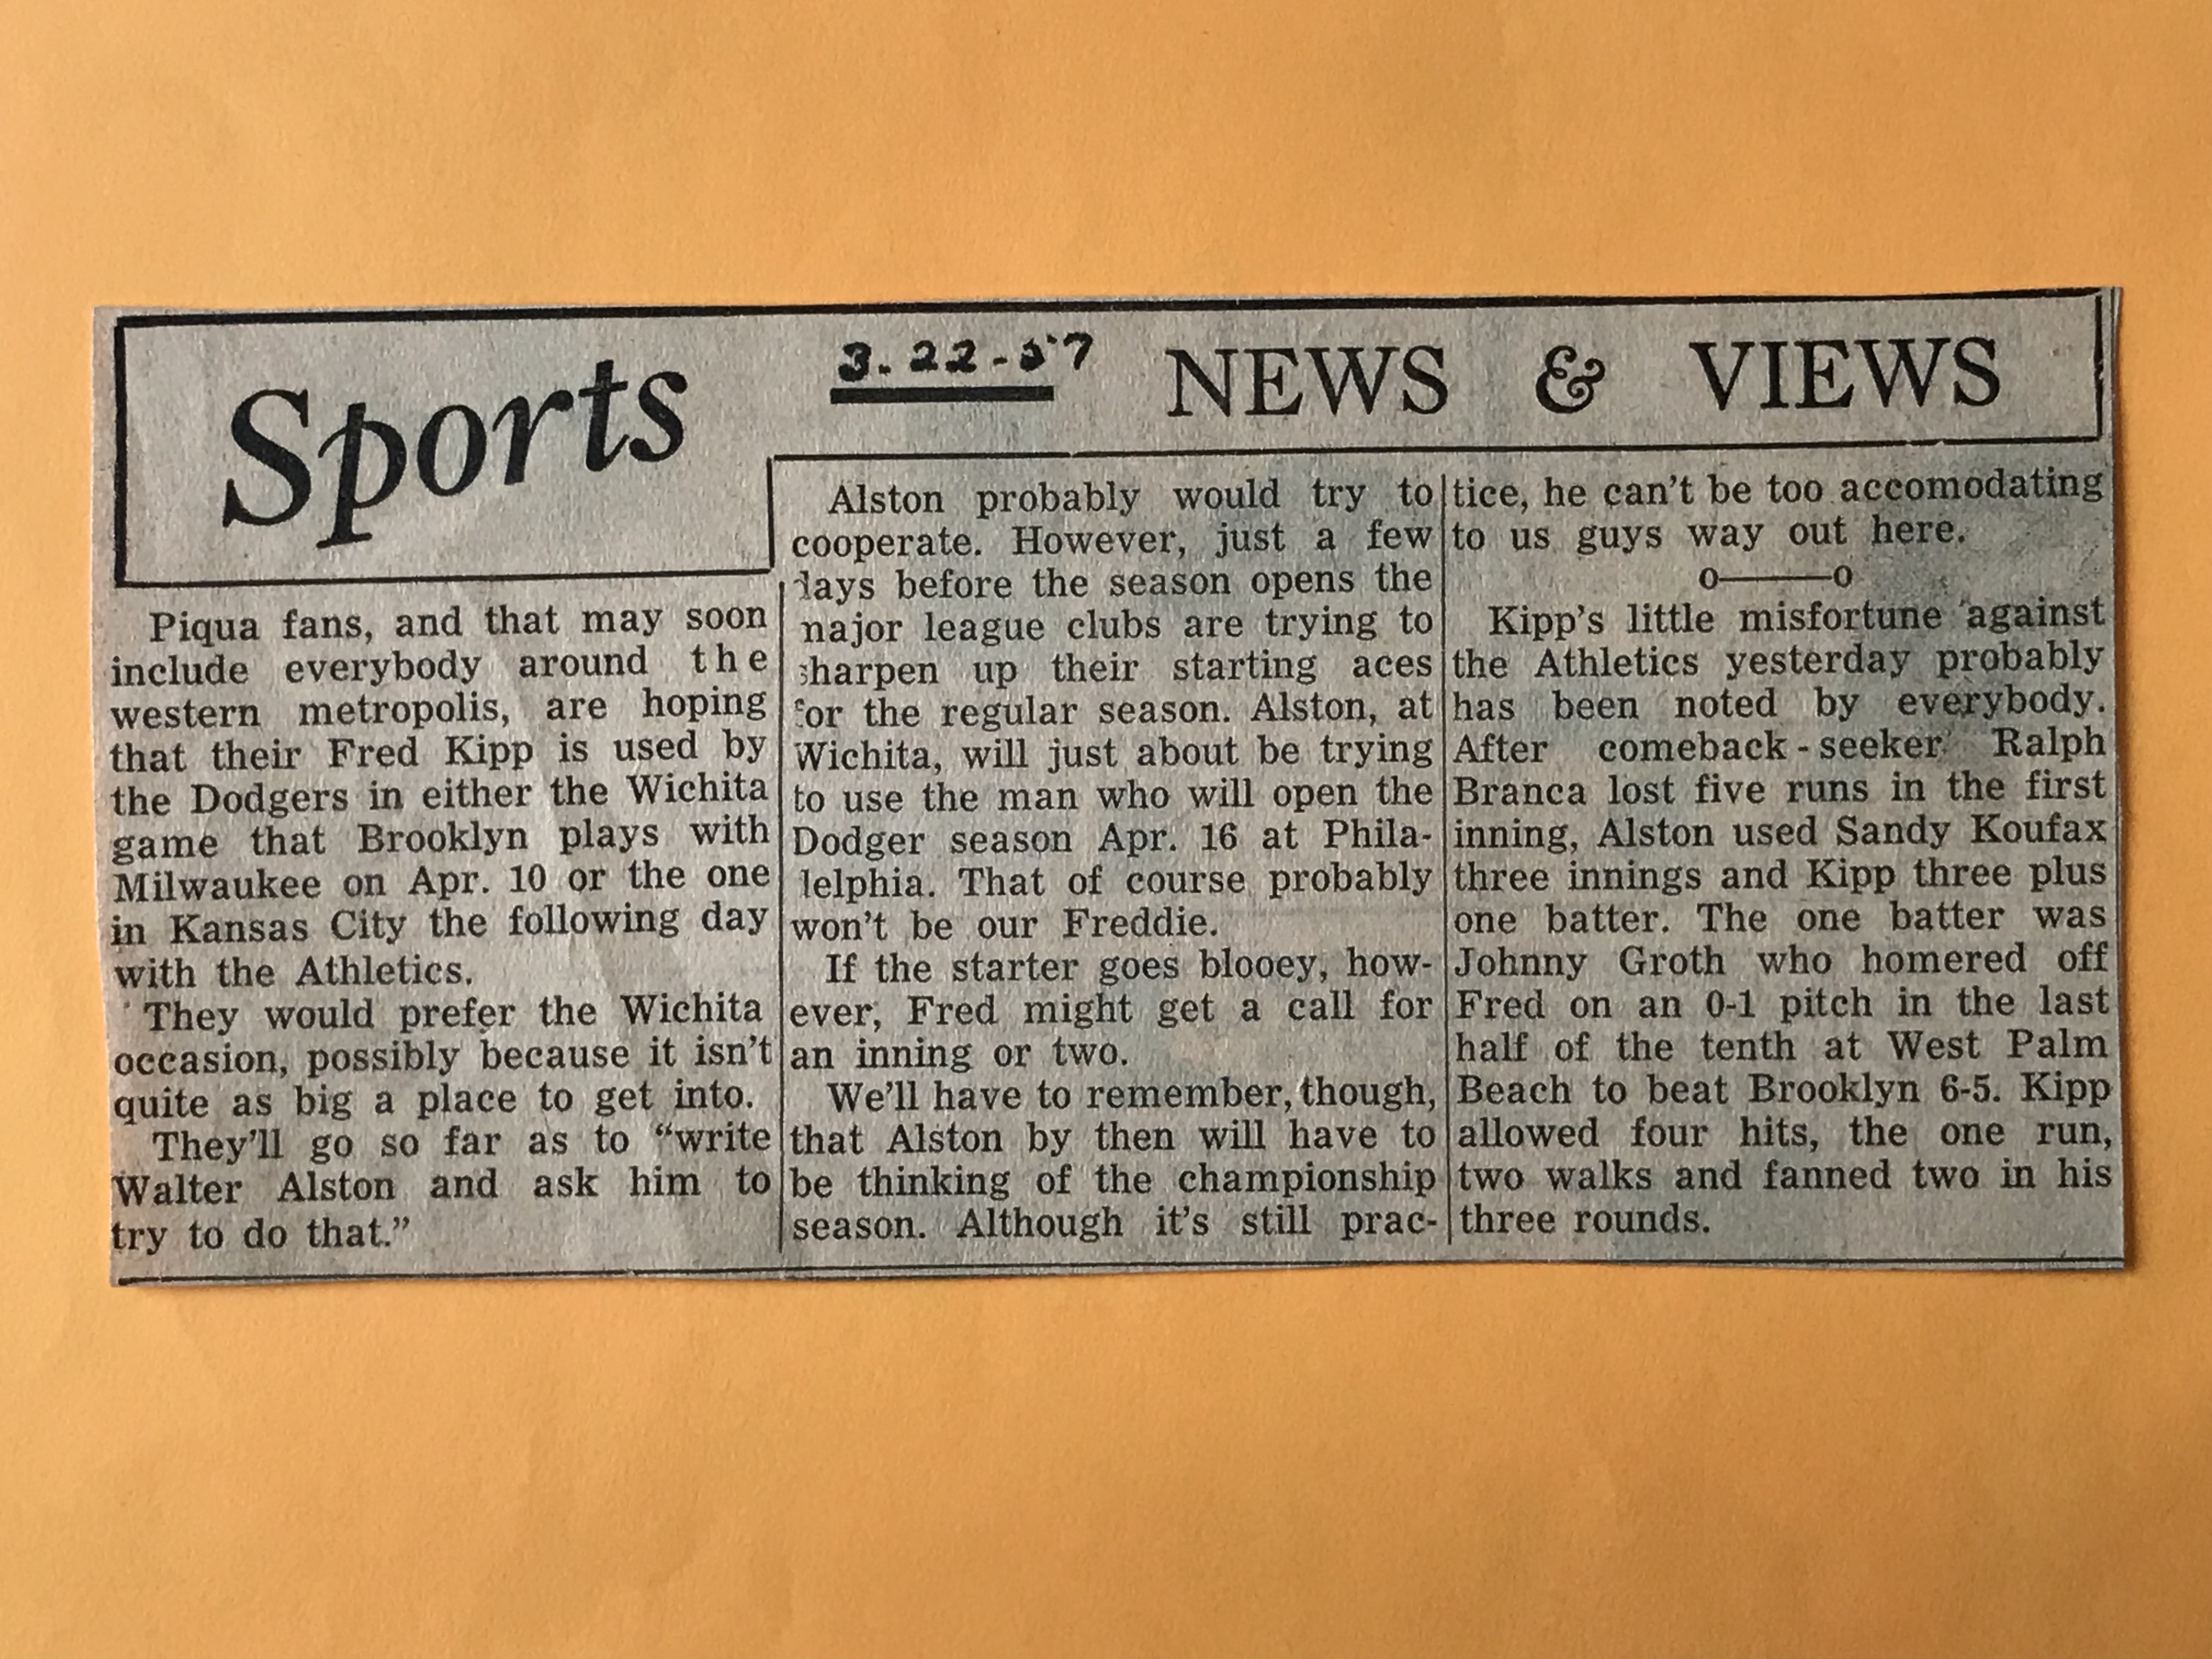 Sports
3.22-57
NEWS & VIEWS
Piqua fans, and that may soon
include everybody around the
western metropolis, are hoping
that their Fred Kipp is used by
the Dodgers in either the Wichita
game that Brooklyn plays with
Milwaukee on Apr. 10 or the one
in Kansas City the following day
with the Athletics.
They would prefer the Wichita
occasion, possibly because it isn't
quite as big a place to get into.
They'll go so far as to “write
Walter Alston and ask him to
try to do that.”
Alston probably would try to
cooperate. However, just a few
days before the season opens the
major league clubs are trying to
sharpen up their starting aces
for the regular season. Alston, at
Wichita, will just about be trying
to use the man who will open the
Dodger season Apr. 16 at Phila-
delphia. That of course probably
won't be our Freddie.
If the starter goes blooey, how-
ever, Fred might get a call for
an inning or two.
We'll have to remember, though,
that Alston by then will have to
be thinking of the championship
season. Although it's still prac-
tice, he can't be too accomodating
to us guys way out here.
o———o
Kipp's little misfortune against
the Athletics yesterday probably
has been noted by everybody.
After comeback-seeker Ralph
Branca lost five runs in the first
inning, Alston used Sandy Koufax
three innings and Kipp three plus
one batter. The one batter was
Johnny Groth who homered off
Fred on an 0-1 pitch in the last
half of the tenth at West Palm
Beach to beat Brooklyn 6-5. Kipp
allowed four hits, the one run,
two walks and fanned two in his
three rounds.